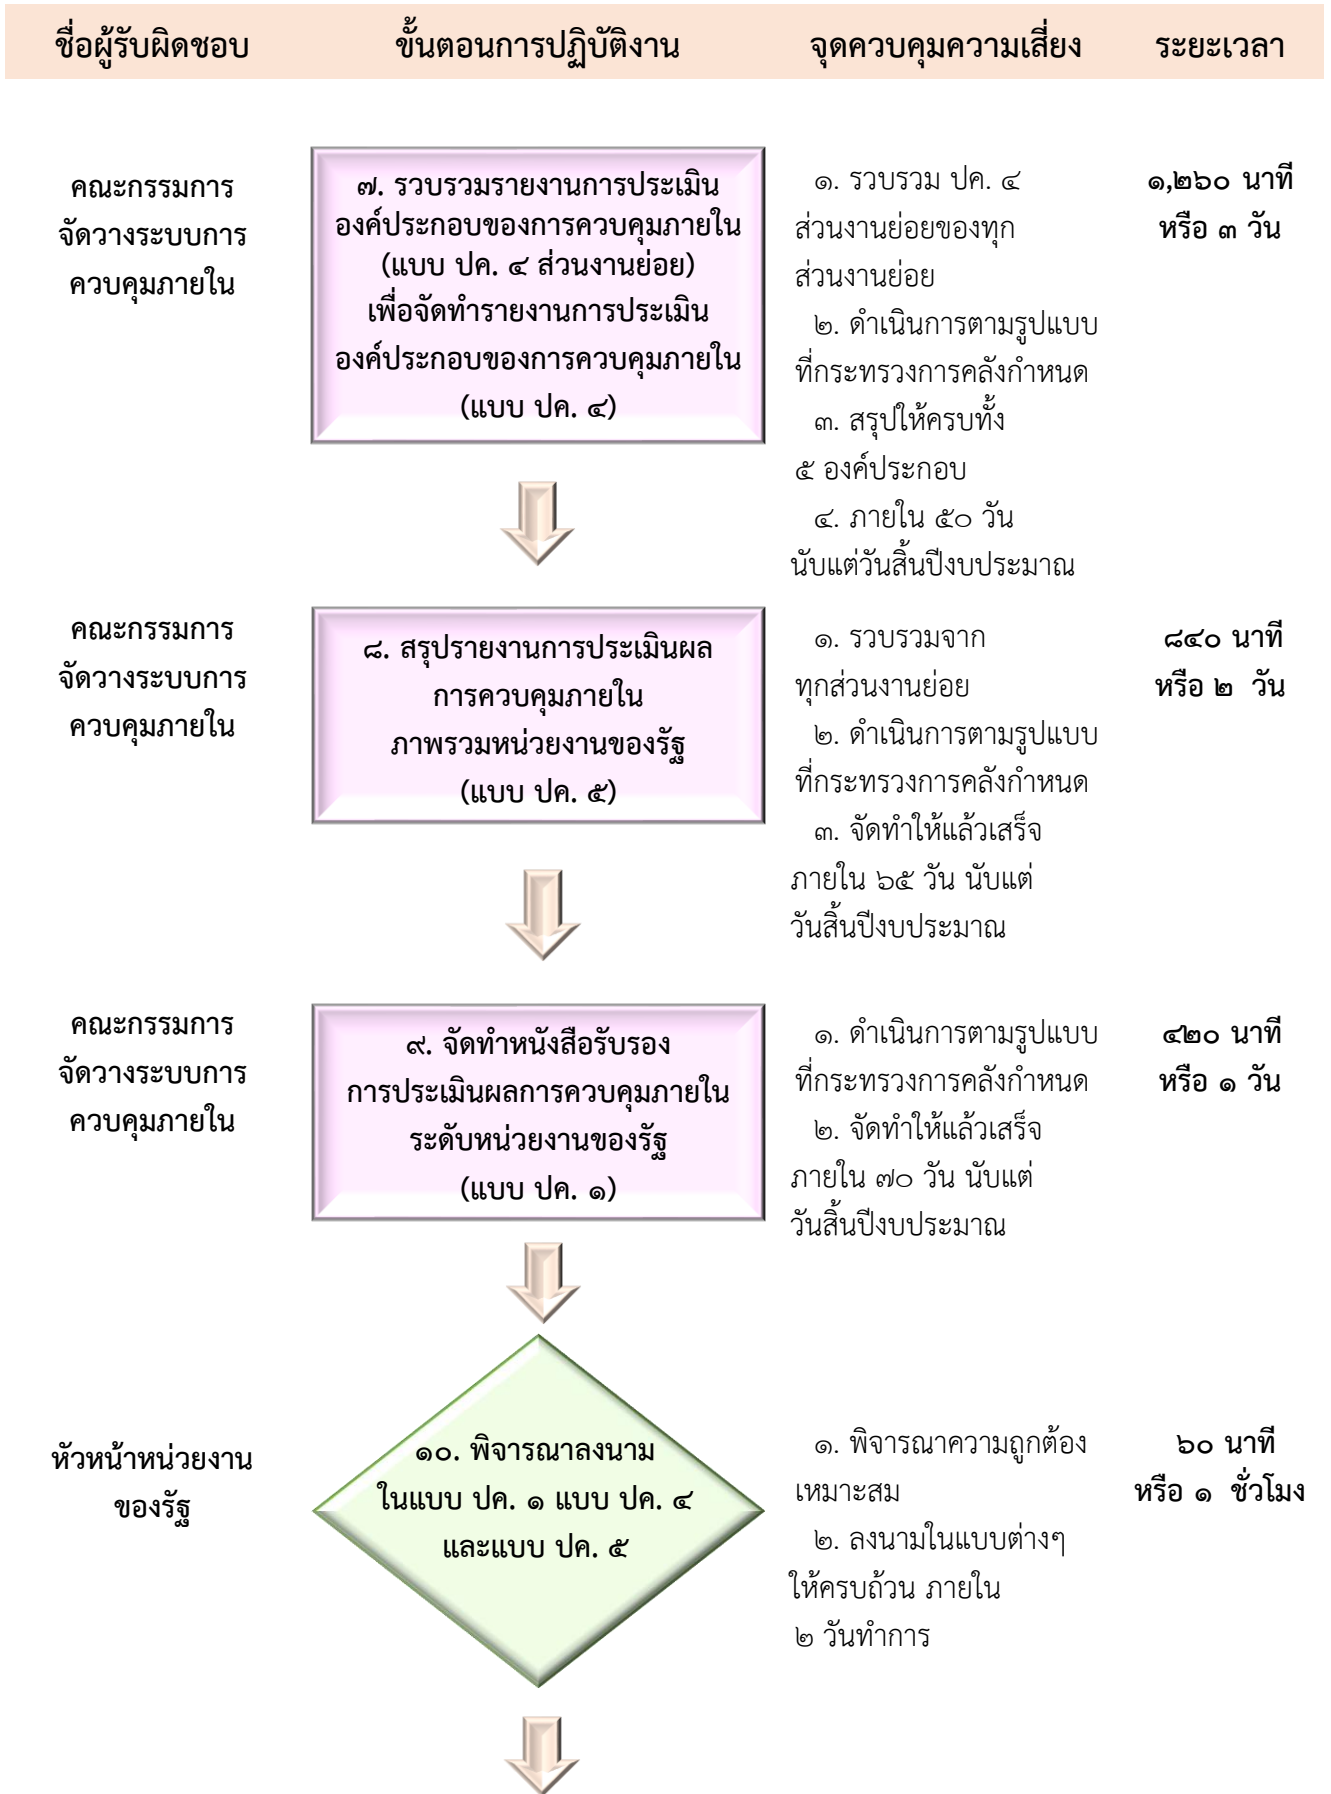 ชื่อผู้รับผิดชอบ ขั้นตอนการปฏิบัติงาน จุดควบคุมความเสี่ยง ระยะเวลา
คณะกรรมการ
จัดวางระบบการ
ควบคุมภายใน
๗. รวบรวมรายงานการประเมิน
องค์ประกอบของการควบคุมภายใน
(แบบ ปค. ๔ ส่วนงานย่อย)
เพื่อจัดทำรายงานการประเมิน
องค์ประกอบของการควบคุมภายใน
(แบบ ปค. ๔)
๑. รวบรวม ปค. ๔
ส่วนงานย่อยของทุก
ส่วนงานย่อย
๒. ดำเนินการตามรูปแบบ
ที่กระทรวงการคลังกำหนด
๓. สรุปให้ครบทั้ง
๕ องค์ประกอบ
๔. ภายใน ๕๐ วัน
นับแต่วันสิ้นปีงบประมาณ
๑,๒๖๐ นาที
หรือ ๓ วัน
คณะกรรมการ
จัดวางระบบการ
ควบคุมภายใน
๘. สรุปรายงานการประเมินผล
การควบคุมภายใน
ภาพรวมหน่วยงานของรัฐ
(แบบ ปค. ๕)
๑. รวบรวมจาก
ทุกส่วนงานย่อย
๒. ดำเนินการตามรูปแบบ
ที่กระทรวงการคลังกำหนด
๓. จัดทำให้แล้วเสร็จ
ภายใน ๖๕ วัน นับแต่
วันสิ้นปีงบประมาณ
๘๔๐ นาที
หรือ ๒ วัน
คณะกรรมการ
จัดวางระบบการ
ควบคุมภายใน
๙. จัดทำหนังสือรับรอง
การประเมินผลการควบคุมภายใน
ระดับหน่วยงานของรัฐ
(แบบ ปค. ๑)
๑. ดำเนินการตามรูปแบบ
ที่กระทรวงการคลังกำหนด
๒. จัดทำให้แล้วเสร็จ
ภายใน ๗๐ วัน นับแต่
วันสิ้นปีงบประมาณ
๔๒๐ นาที
หรือ ๑ วัน
หัวหน้าหน่วยงาน
ของรัฐ
๑๐. พิจารณาลงนาม
ในแบบ ปค. ๑ แบบ ปค. ๔
และแบบ ปค. ๕
๑. พิจารณาความถูกต้อง
เหมาะสม
๒. ลงนามในแบบต่างๆ
ให้ครบถ้วน ภายใน
๒ วันทำการ
๖๐ นาที
หรือ ๑ ชั่วโมง